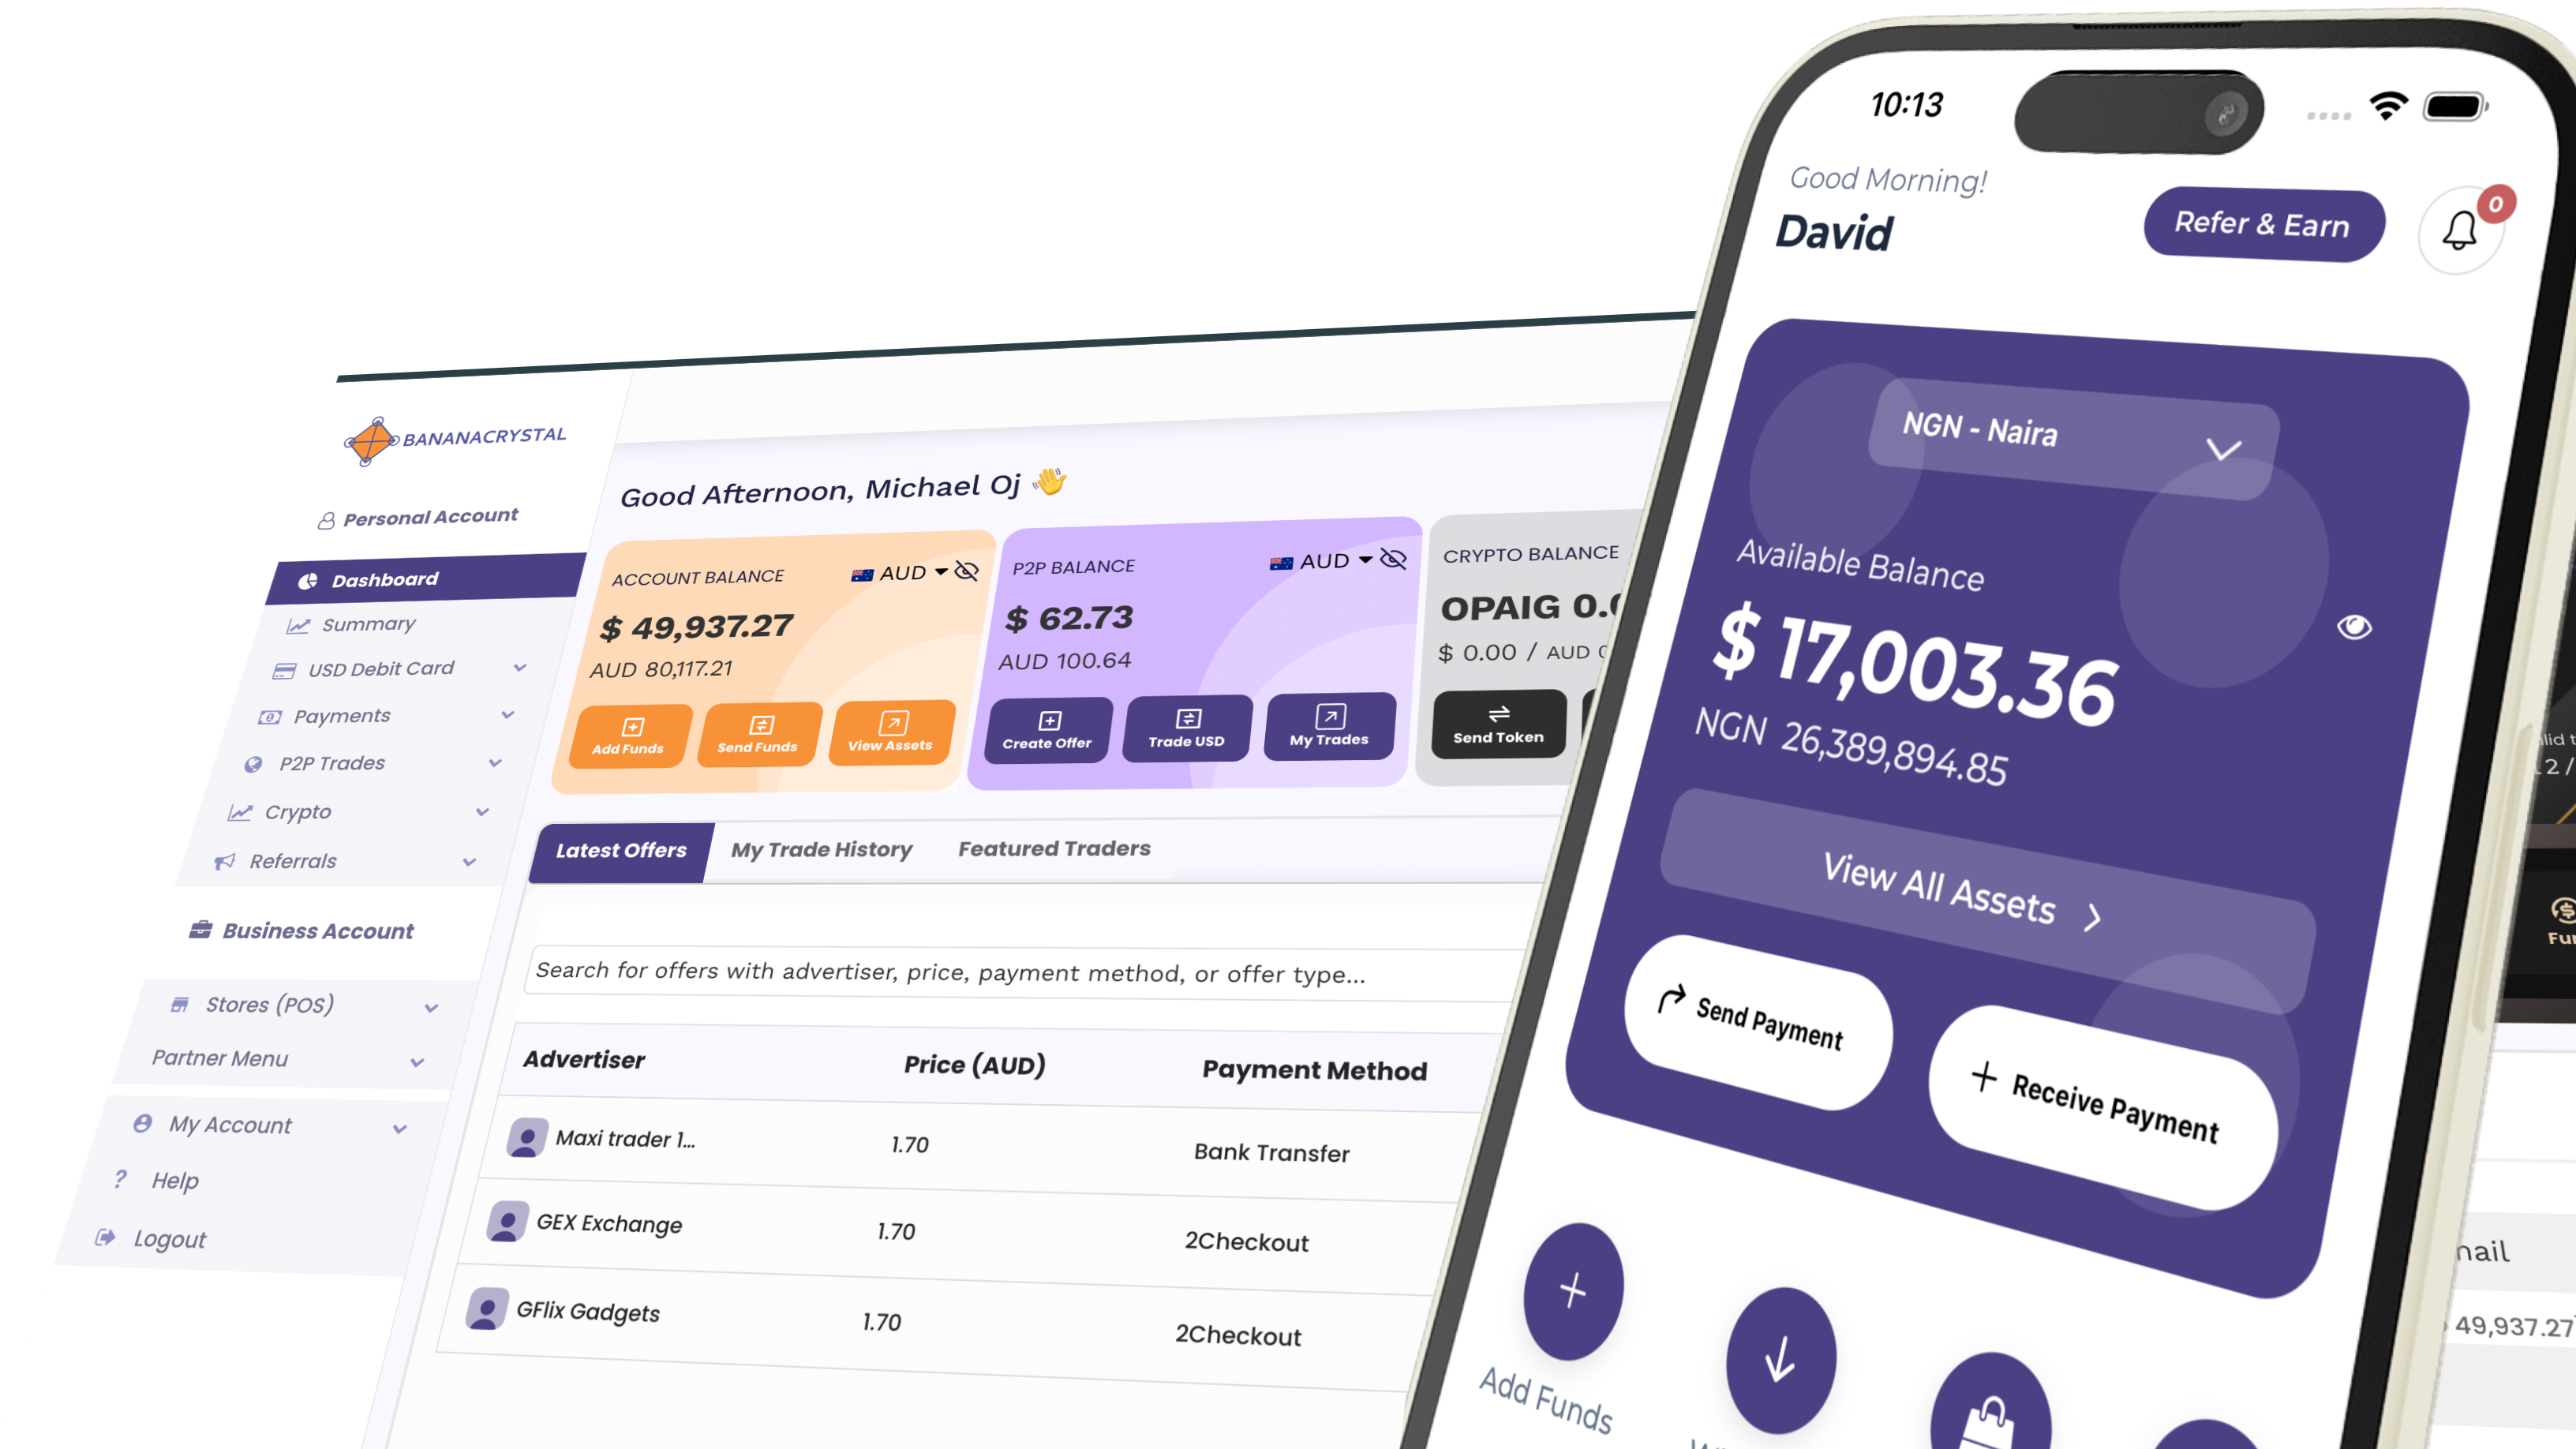 BANANACRYSTAL
Personal Account
Dashboard
Summary
USD Debit Card
Payments
P2P Trades
Crypto
Referrals
Business Account
Stores (POS)
Partner Menu
My Account
? Help
Logout
Good Afternoon, Michael Oj 👋
ACCOUNT BALANCE
AUD
$ 49,937.27
AUD 80,117.21
Add Funds
Send Funds
View Assets
P2P BALANCE
AUD
$ 62.73
AUD 100.64
Create Offer
Trade USD
My Trades
CRYPTO BALANCE
OPAIG 0.
$ 0.00 / AUD
Send Token
Latest Offers
My Trade History
Featured Traders
Search for offers with advertiser, price, payment method, or offer type...
Advertiser Price (AUD) Payment Method
Maxi trader 1... 1.70 Bank Transfer
GEX Exchange 1.70 2Checkout
GFlix Gadgets 1.70 2Checkout
10:13
Good Morning!
David
Refer & Earn
0
NGN - Naira
Available Balance
$ 17,003.36
NGN 26,389,894.85
View All Assets
Send Payment
+ Receive Payment
Add Funds
49,937.27